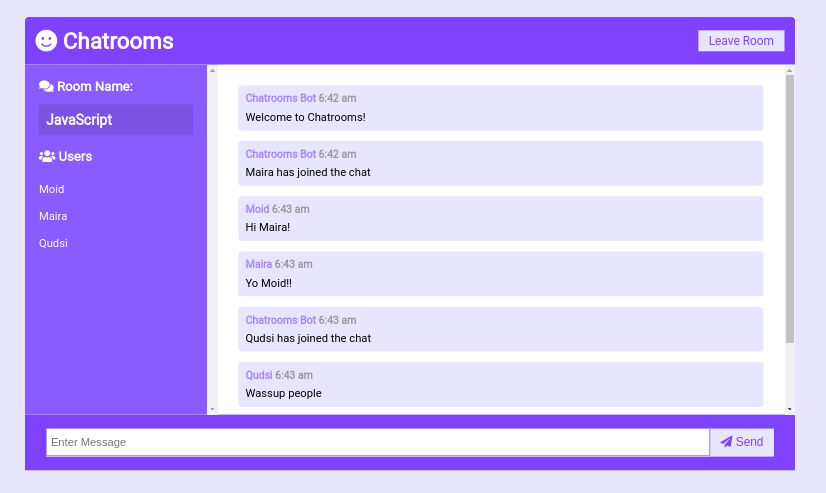 Chatrooms
Leave Room
Room Name:
JavaScript
Users
Moid
Maira
Qudsi
Chatrooms Bot 6:42 am
Welcome to Chatrooms!
Chatrooms Bot 6:42 am
Maira has joined the chat
Moid 6:43 am
Hi Maira!
Maira 6:43 am
Yo Moid!!
Chatrooms Bot 6:43 am
Qudsi has joined the chat
Qudsi 6:43 am
Wassup people
Enter Message
Send